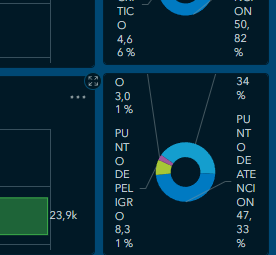 TIC
O
4,6
6 %
ON
50,
82
%
O
3,0
1 %
PU
NT
O
DE
PEL
IGR
O
8,3
1 %
34
%
PU
NT
O
DE
ATE
NCI
ON
47,
33
%
23,9k